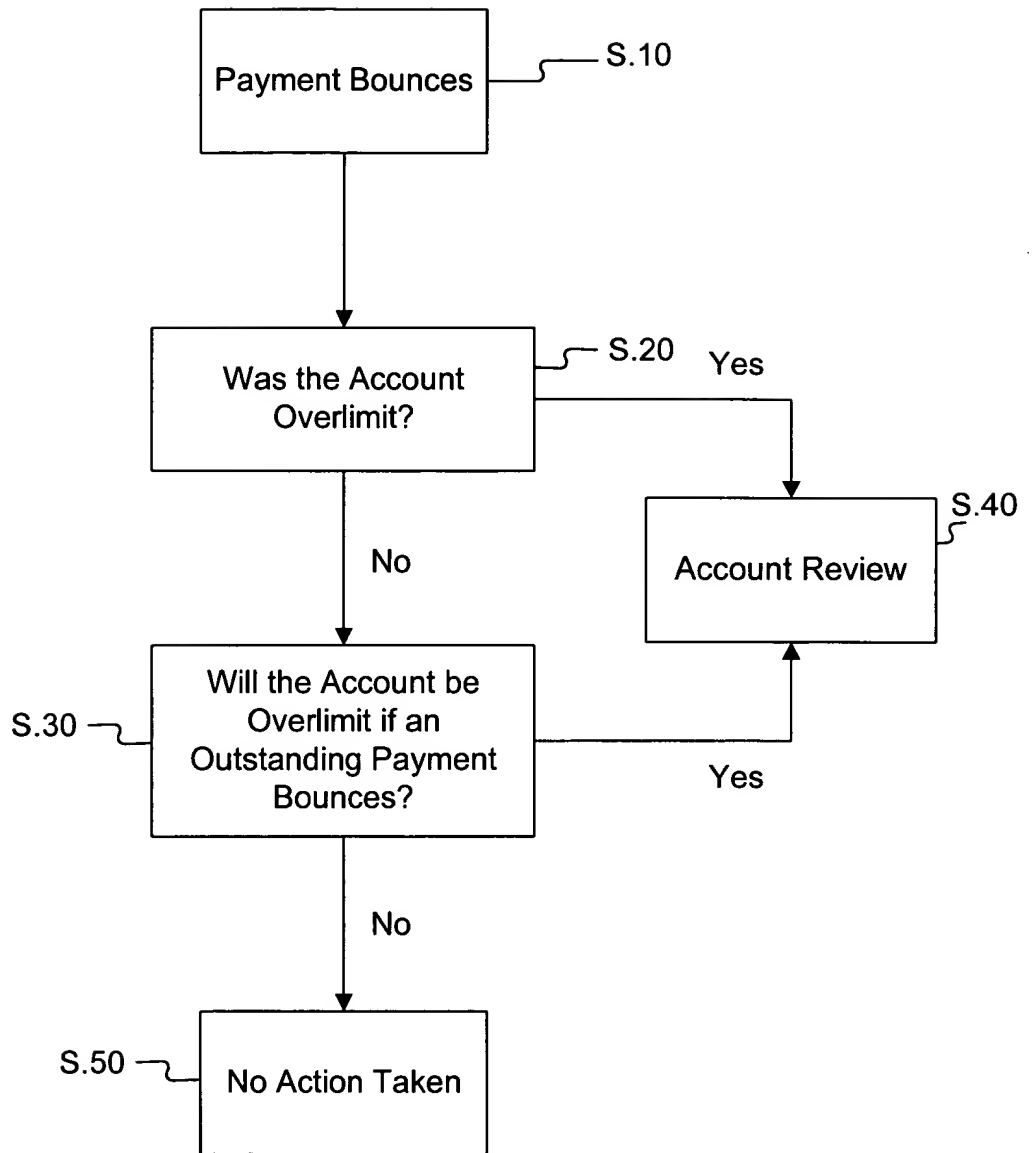 Payment Bounces
S.10
Was the Account
Overlimit?
S.20
Yes
No
Account Review
S.40
Will the Account be
Overlimit if an
Outstanding Payment
Bounces?
S.30
Yes
No
S.50
No Action Taken